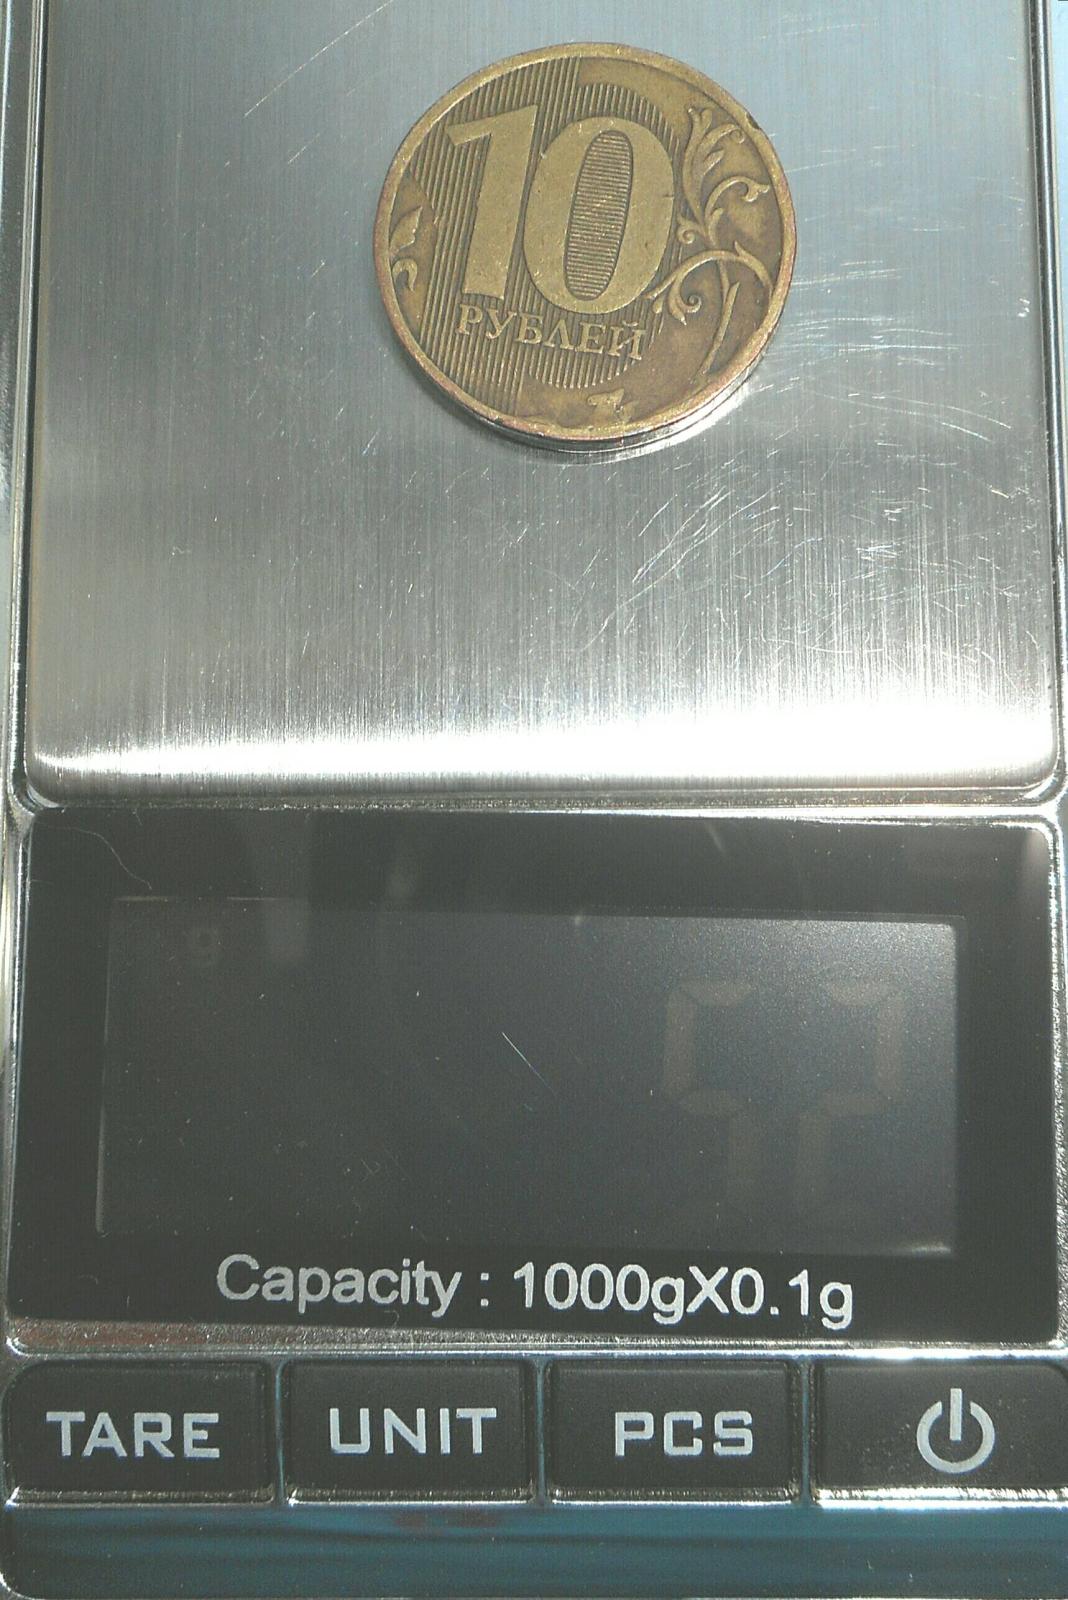 10
РУБЛЕЙ
g
Capacity : 1000gX0.1g
TARE UNIT PCS